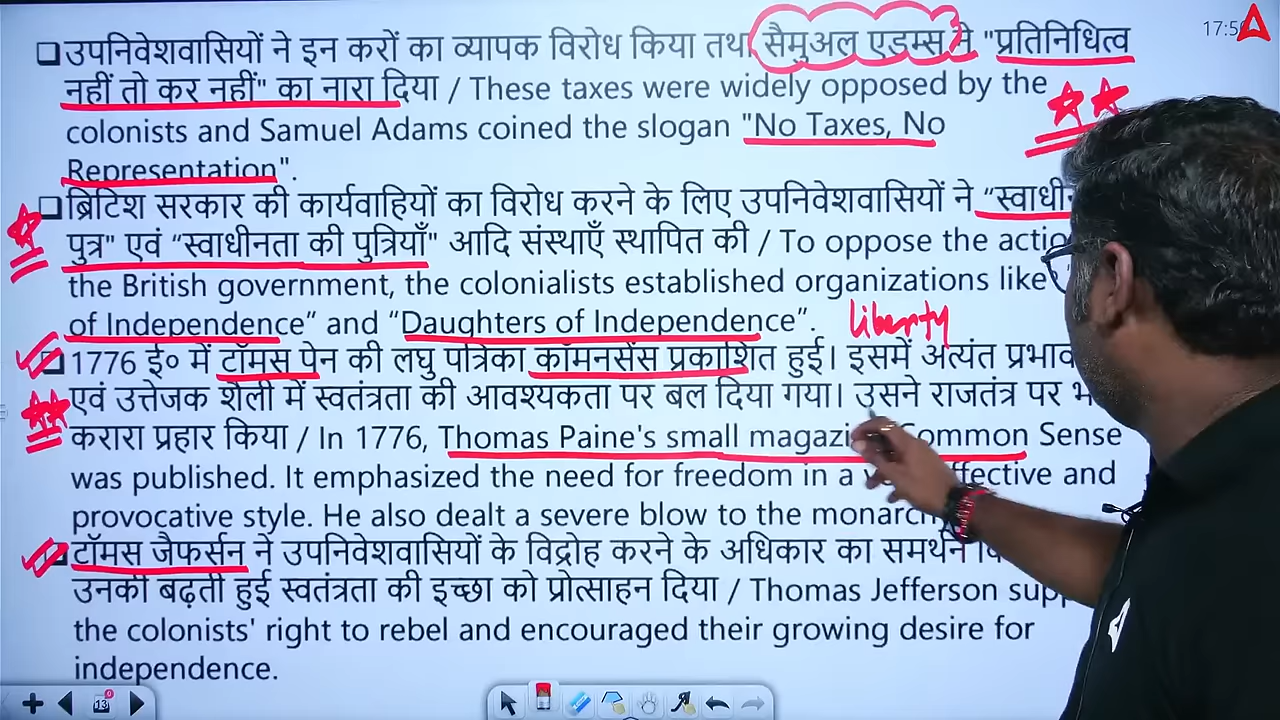 17:5
उपनिवेशवासियों ने इन करों का व्यापक विरोध किया तथा सैमुअल एडम्स ने "प्रतिनिधित्व
नहीं तो कर नहीं" का नारा दिया / These taxes were widely opposed by the
colonists and Samuel Adams coined the slogan "No Taxes, No
Representation".
ब्रिटिश सरकार की कार्यवाहियों का विरोध करने के लिए उपनिवेशवासियों ने “स्वाधी
पुत्र" एवं “स्वाधीनता की पुत्रियाँ" आदि संस्थाएँ स्थापित की / To oppose the actio
the British government, the colonialists established organizations like
of Independence” and “Daughters of Independence”. liberty
1776 ई० में टॉमस पेन की लघु पत्रिका कॉमनसेंस प्रकाशित हुई। इसमें अत्यंत प्रभाव
एवं उत्तेजक शैली में स्वतंत्रता की आवश्यकता पर बल दिया गया। उसने राजतंत्र पर भ
करारा प्रहार किया / In 1776, Thomas Paine's small magazi Common Sense
was published. It emphasized the need for freedom in a ffective and
provocative style. He also dealt a severe blow to the monarch
टॉमस जैफर्सन ने उपनिवेशवासियों के विद्रोह करने के अधिकार का समर्थन
उनकी बढ़ती हुई स्वतंत्रता की इच्छा को प्रोत्साहन दिया / Thomas Jefferson sup
the colonists' right to rebel and encouraged their growing desire for
independence.
13